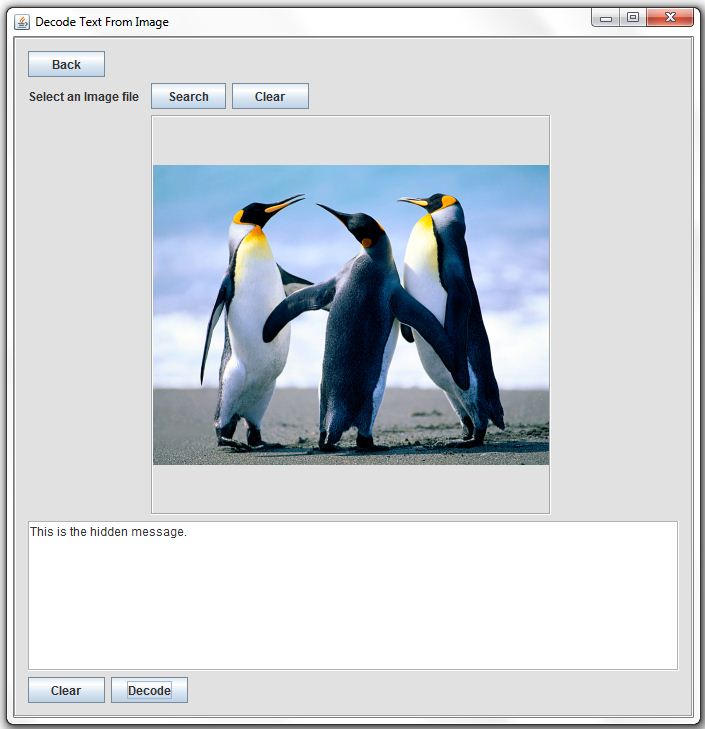 Decode Text From Image
Back
Select an Image file Search Clear
This is the hidden message.
Clear Decode